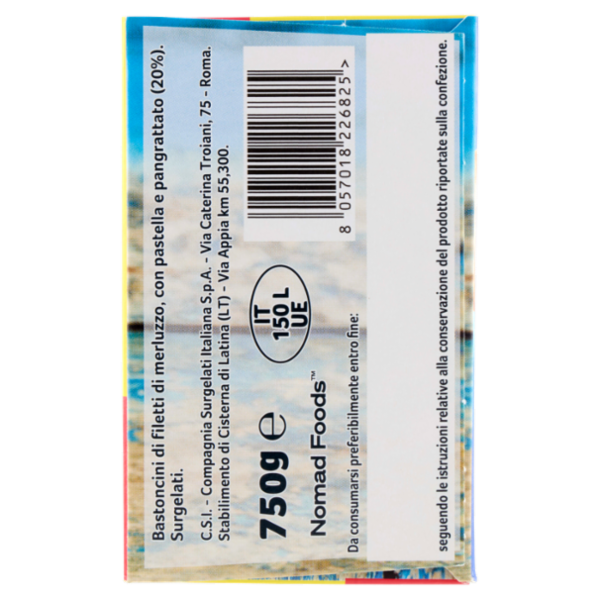 Bastoncini di filetti di merluzzo, con pastella e pangrattato (20%).
Surgelati.
C.S.I. - Compagnia Surgelati Italiana S.p.A. - Via Caterina Troiani, 75 - Roma.
Stabilimento di Cisterna di Latina (LT) - Via Appia km 55,300.
750g e
IT
150 L
UE
8 057018 226825 >
Nomad Foods™
Da consumarsi preferibilmente entro fine:
seguendo le istruzioni relative alla conservazione del prodotto riportate sulla confezione.